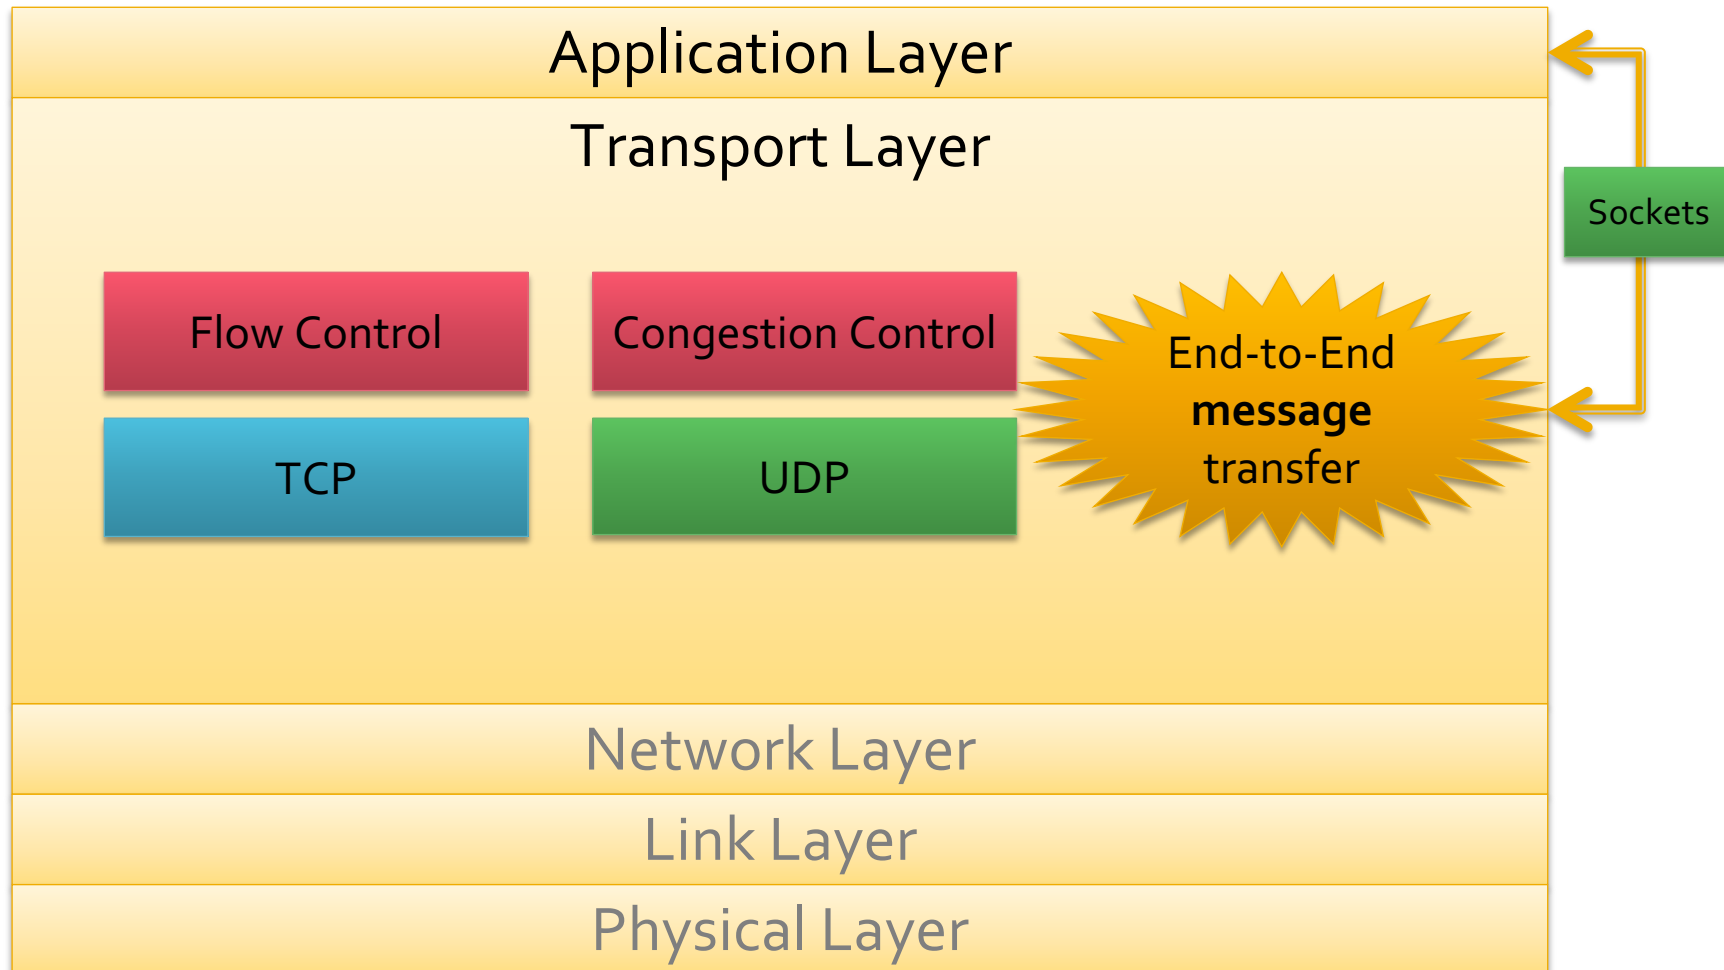 Application Layer
Transport Layer
Sockets
Flow Control
Congestion Control
End-to-End
message
transfer
TCP
UDP
Network Layer
Link Layer
Physical Layer